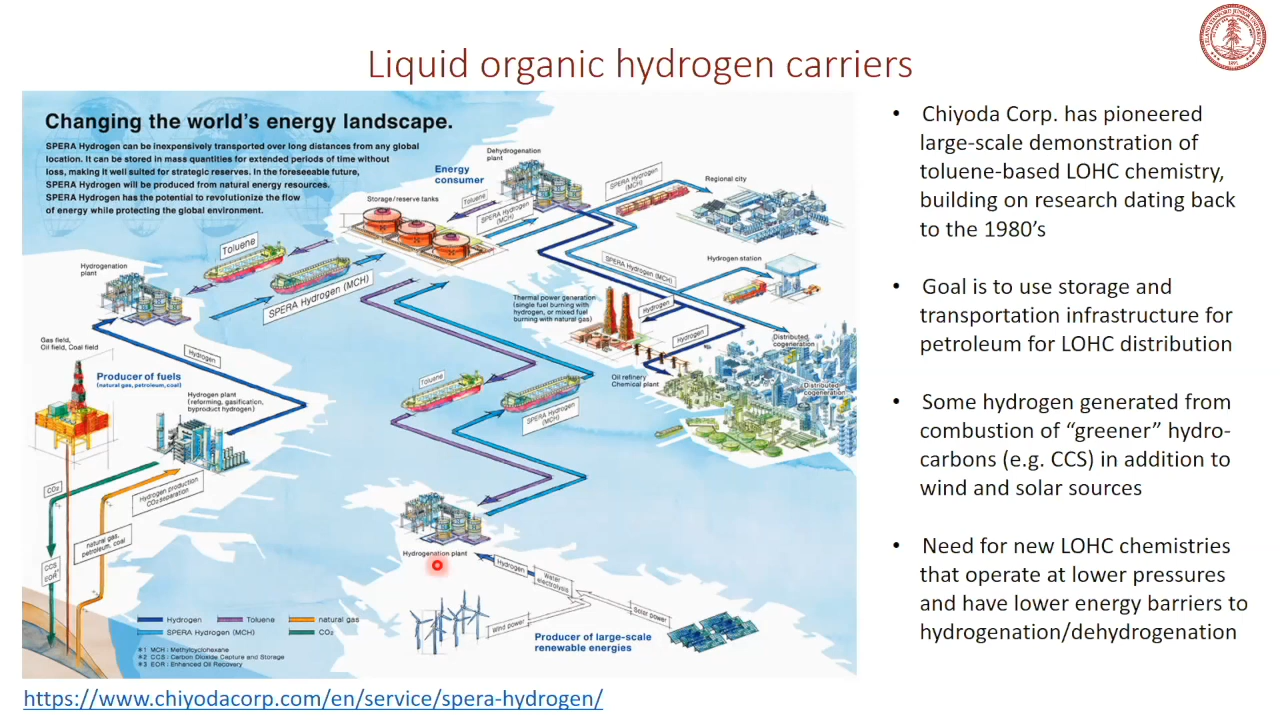 Liquid organic hydrogen carriers
Changing the world's energy landscape.
SPERA Hydrogen can be inexpensively transported over long distances from any global
location. It can be stored in mass quantities for extended periods of time without
loss, making it well suited for strategic reserves. In the foreseeable future,
SPERA Hydrogen will be produced from natural energy resources.
SPERA Hydrogen has the potential to revolutionize the flow
of energy while protecting the global environment.
Energy
consumer
Dehydrogenation
plant
Storage/reserve tanks
Toluene
SPERA Hydrogen
(MCH)
SPERA Hydrogen
(MCH)
Regional city
Toluene
SPERA Hydrogen (MCH)
Hydrogenation
plant
SPERA Hydrogen
(MCH)
Hydrogen station
Thermal power generation
(single fuel burning with
hydrogen, or mixed fuel
burning with natural gas)
Hydrogen
Hydrogen
Distributed
cogeneration
Distributed
cogeneration
Oil refinery
Chemical plant
Gas field,
Oil field, Coal field
Hydrogen
Producer of fuels
(natural gas, petroleum, coal)
Hydrogen plant
(reforming, gasification,
byproduct hydrogen)
Toluene
SPERA Hydrogen
(MCH)
CO₂
Hydrogen production
CO₂ separation
natural gas,
petroleum, coal
CCS
EOR
Hydrogenation plant
Hydrogen
Water
electrolysis
Wind power
Solar power
Producer of large-scale
renewable energies
Hydrogen
Toluene
natural gas
SPERA Hydrogen (MCH)
CO₂
※1 MCH : Methylcyclohexane
※2 CCS : Carbon Dioxide Capture and Storage
※3 EOR : Enhanced Oil Recovery
https://www.chiyodacorp.com/en/service/spera-hydrogen/
• Chiyoda Corp. has pioneered
large-scale demonstration of
toluene-based LOHC chemistry,
building on research dating back
to the 1980's
• Goal is to use storage and
transportation infrastructure for
petroleum for LOHC distribution
• Some hydrogen generated from
combustion of "greener" hydro-
carbons (e.g. CCS) in addition to
wind and solar sources
• Need for new LOHC chemistries
that operate at lower pressures
and have lower energy barriers to
hydrogenation/dehydrogenation